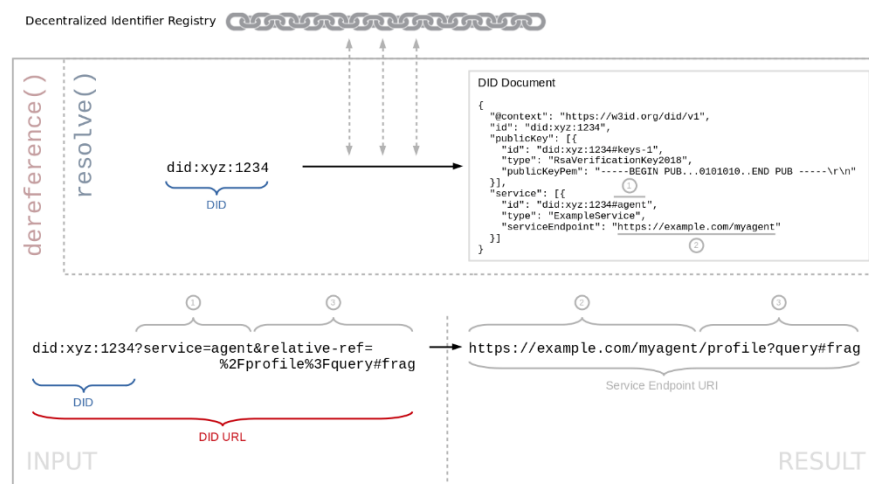 Decentralized Identifier Registry
dereference()
resolve()
did:xyz:1234
DID
DID Document
{
"@context": "https://w3id.org/did/v1",
"id": "did:xyz:1234",
"publicKey": [{
"id": "did:xyz:1234#keys-1",
"type": "RsaVerificationKey2018",
"publicKeyPem": "-----BEGIN PUB...0101010..END PUB -----\r\n"
}],
1
"service": [{
"id": "did:xyz:1234#agent",
"type": "ExampleService",
"serviceEndpoint": "https://example.com/myagent"
}]
2
}
1 3 2 3
did:xyz:1234?service=agent&relative-ref=
%2Fprofile%3Fquery#frag
https://example.com/myagent/profile?query#frag
DID
Service Endpoint URI
DID URL
INPUT
RESULT